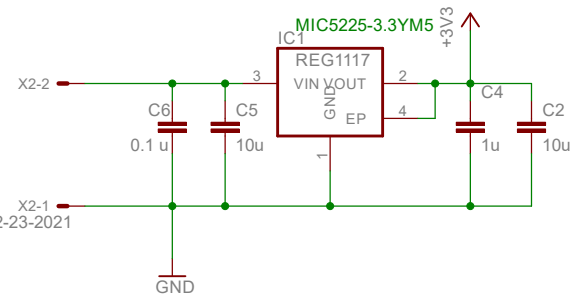 MIC5225-3.3YM5
+3V3
IC1
REG1117
X2-2
3
VIN VOUT
2
GND
EP
4
C6
C5
C4
C2
0.1 u
10u
1
1u
10u
X2-1
2-23-2021
GND